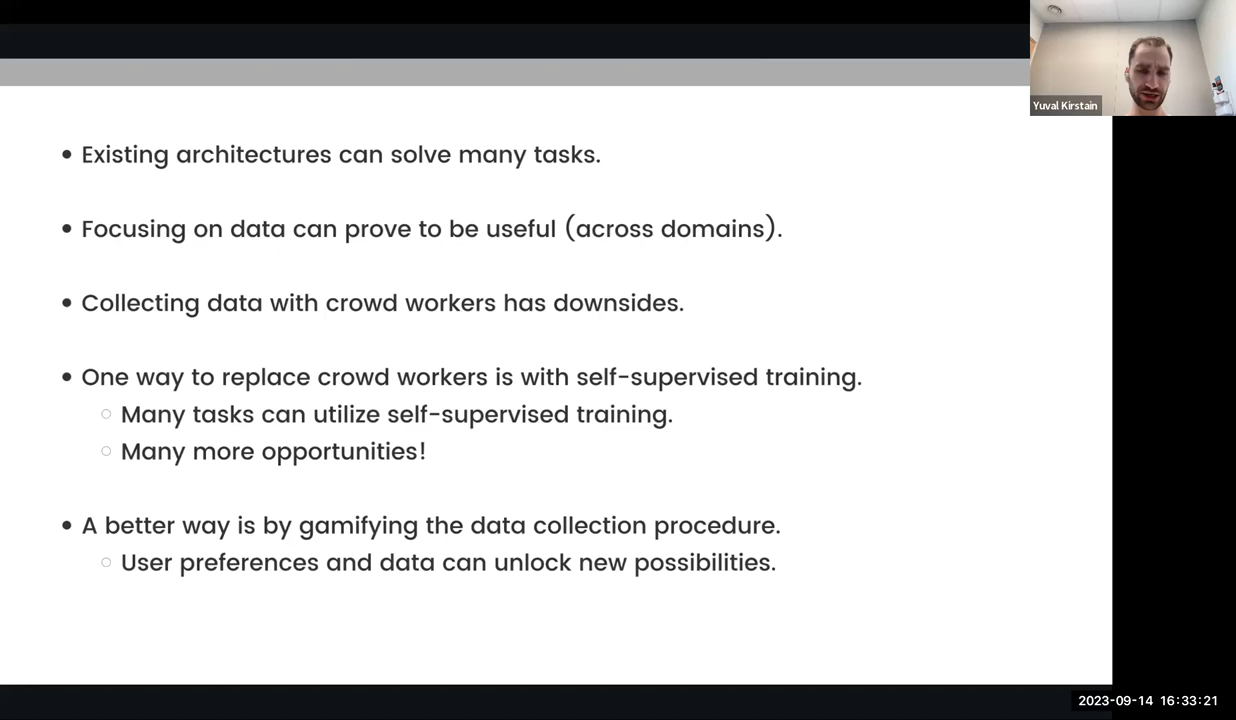 Yuval Kirstain
• Existing architectures can solve many tasks.
• Focusing on data can prove to be useful (across domains).
• Collecting data with crowd workers has downsides.
• One way to replace crowd workers is with self-supervised training.
○ Many tasks can utilize self-supervised training.
○ Many more opportunities!
• A better way is by gamifying the data collection procedure.
○ User preferences and data can unlock new possibilities.
2023-09-14 16:33:21